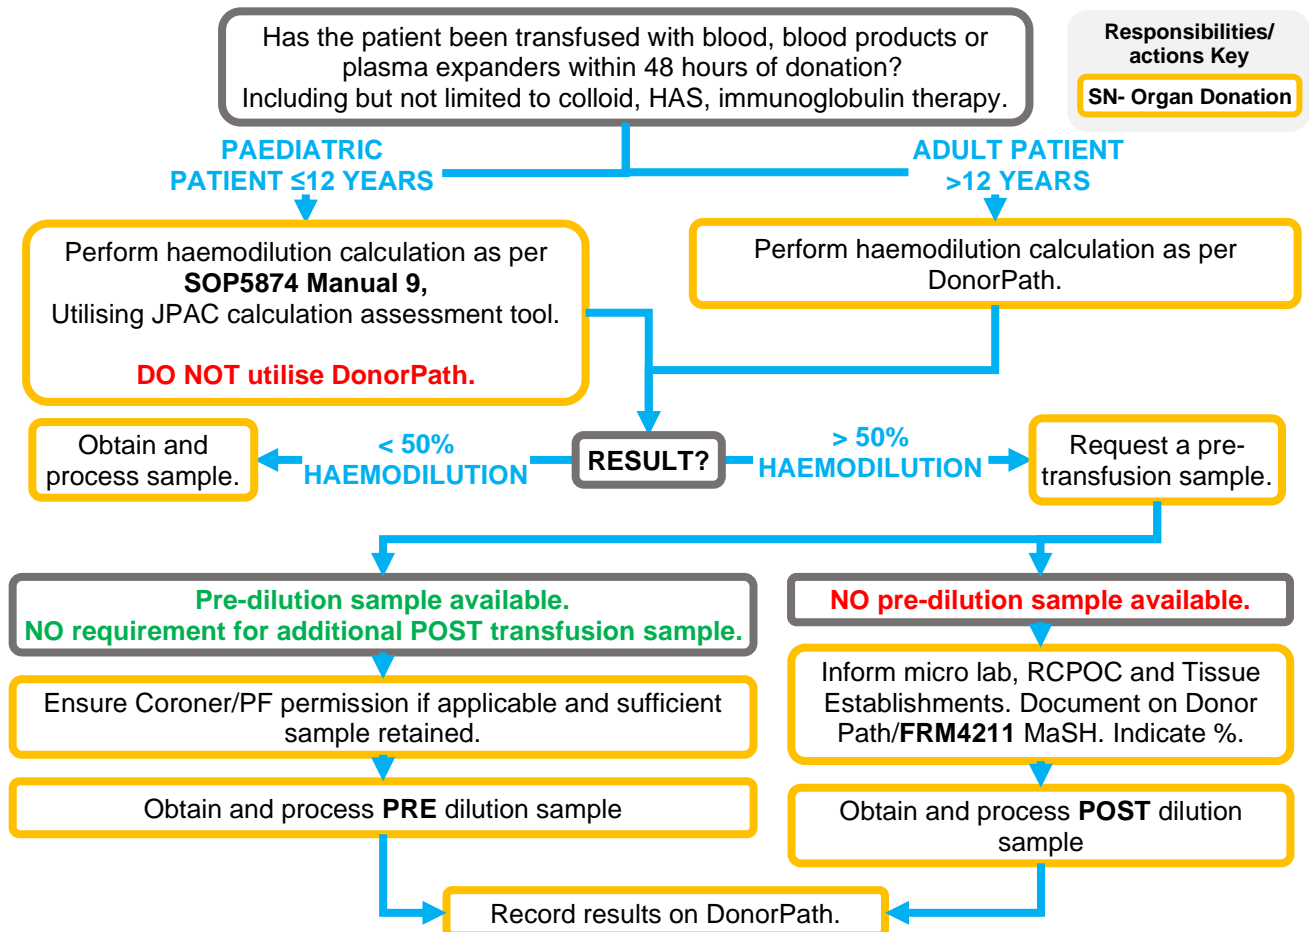 Has the patient been transfused with blood, blood products or
plasma expanders within 48 hours of donation?
Including but not limited to colloid, HAS, immunoglobulin therapy.
Responsibilities/
actions Key
SN- Organ Donation
PAEDIATRIC
PATIENT ≤12 YEARS
ADULT PATIENT
>12 YEARS
Perform haemodilution calculation as per
SOP5874 Manual 9,
Utilising JPAC calculation assessment tool.
DO NOT utilise DonorPath.
Perform haemodilution calculation as per
DonorPath.
Obtain and
process sample.
< 50%
HAEMODILUTION
RESULT?
> 50%
HAEMODILUTION
Request a pre-
transfusion sample.
Pre-dilution sample available.
NO requirement for additional POST transfusion sample.
NO pre-dilution sample available.
Ensure Coroner/PF permission if applicable and sufficient
sample retained.
Inform micro lab, RCPOC and Tissue
Establishments. Document on Donor
Path/FRM4211 MaSH. Indicate %.
Obtain and process PRE dilution sample
Obtain and process POST dilution
sample
Record results on DonorPath.